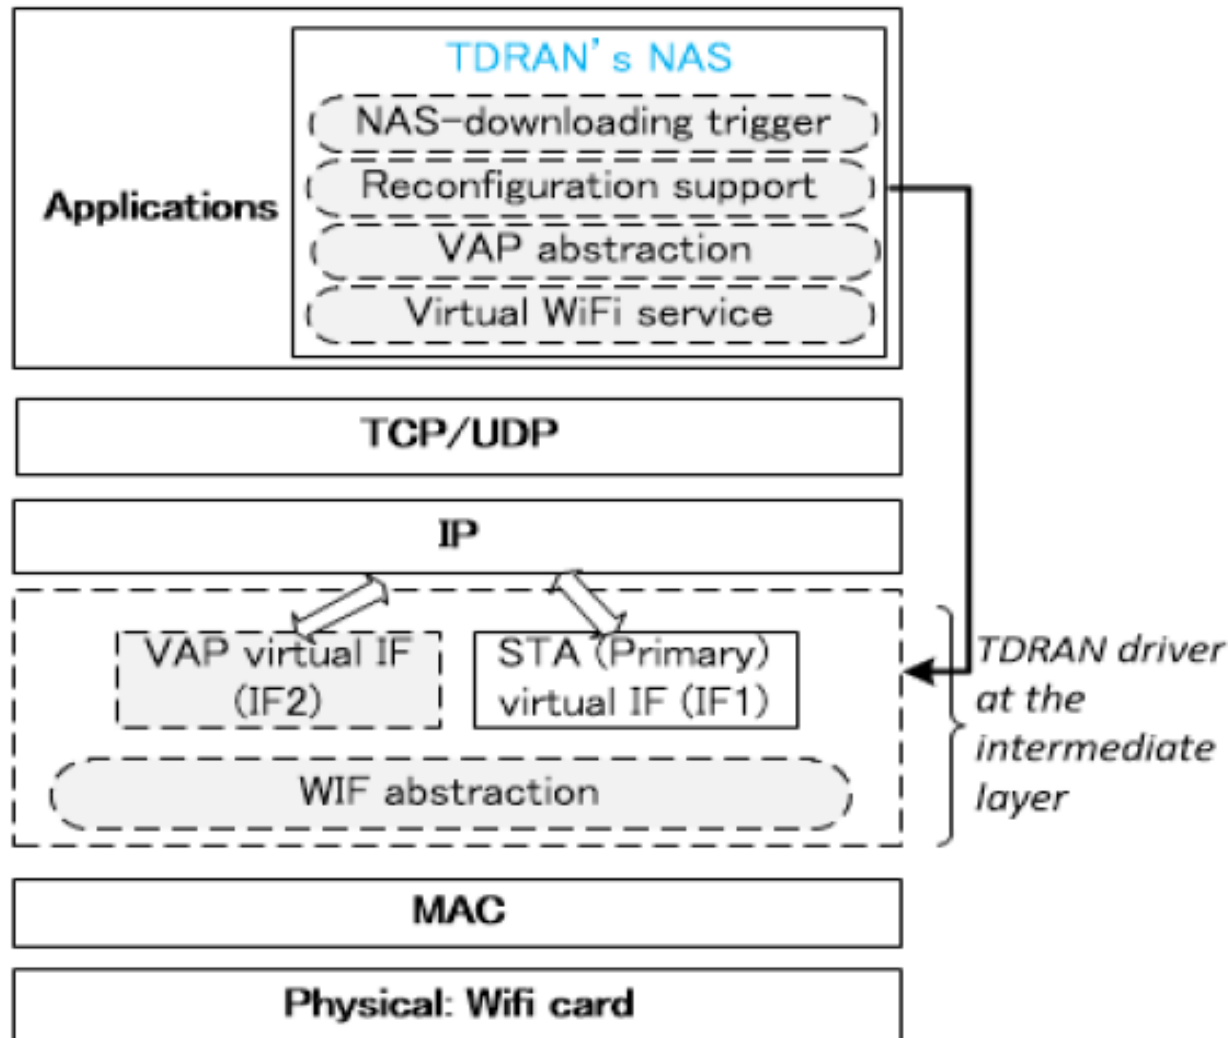 TDRAN's NAS
NAS-downloading trigger
Reconfiguration support
VAP abstraction
Virtual WiFi service
Applications
TCP/UDP
IP
VAP virtual IF
(IF2)
STA (Primary)
virtual IF (IF1)
WIF abstraction
TDRAN driver
at the
intermediate
layer
MAC
Physical: Wifi card